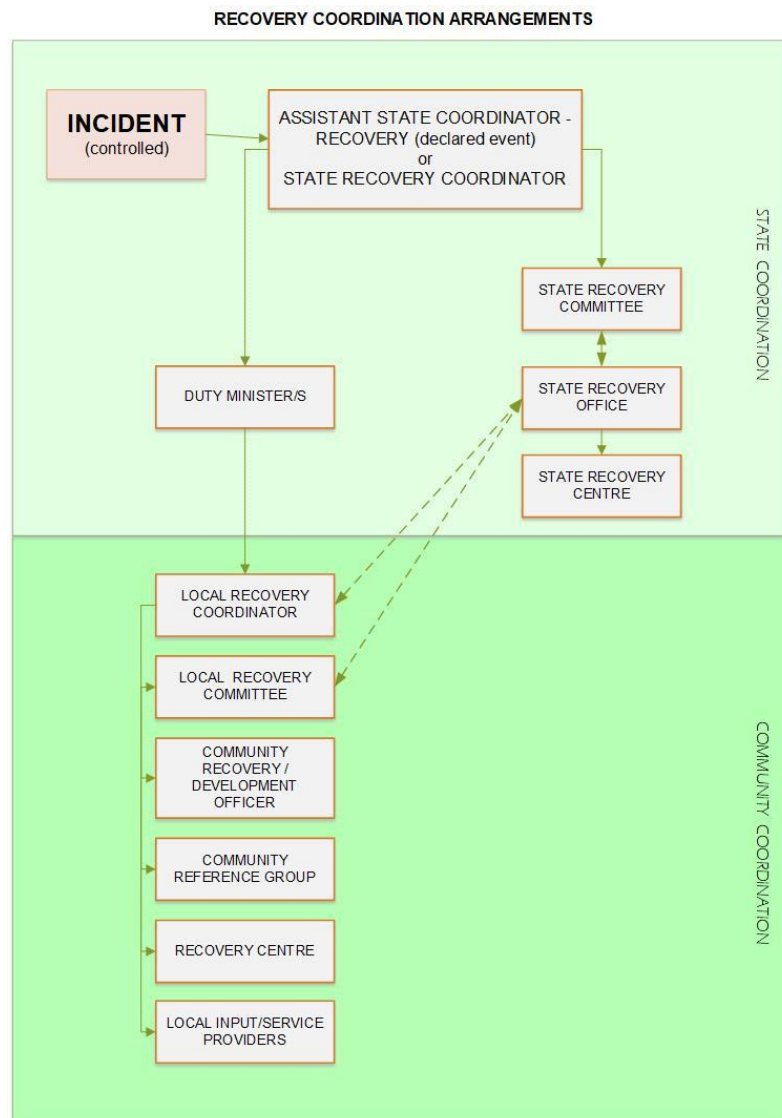 RECOVERY COORDINATION ARRANGEMENTS
INCIDENT
(controlled)
ASSISTANT STATE COORDINATOR -
RECOVERY (declared event)
or
STATE RECOVERY COORDINATOR
STATE COORDINATION
STATE RECOVERY
COMMITTEE
DUTY MINISTER/S
STATE RECOVERY
OFFICE
STATE RECOVERY
CENTRE
LOCAL RECOVERY
COORDINATOR
LOCAL RECOVERY
COMMITTEE
COMMUNITY
RECOVERY /
DEVELOPMENT
OFFICER
COMMUNITY COORDINATION
COMMUNITY
REFERENCE GROUP
RECOVERY CENTRE
LOCAL INPUT/SERVICE
PROVIDERS